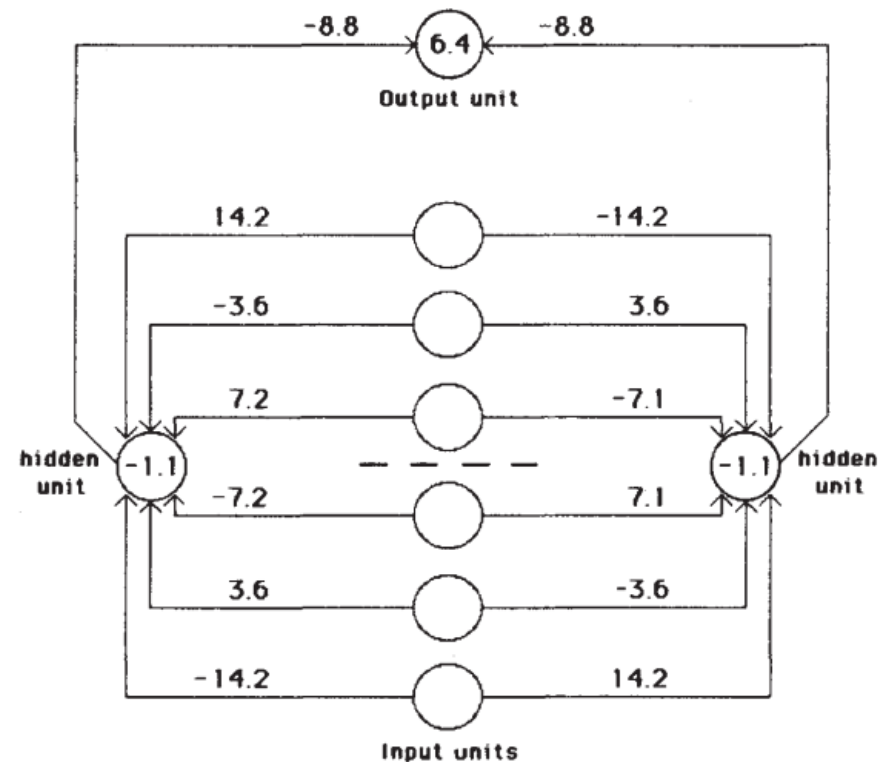 -8.8 6.4 -8.8
Output unit
14.2 -14.2
-3.6 3.6
7.2 -7.1
hidden unit -1.1 -1.1 hidden unit
-7.2 7.1
3.6 -3.6
-14.2 14.2
Input units